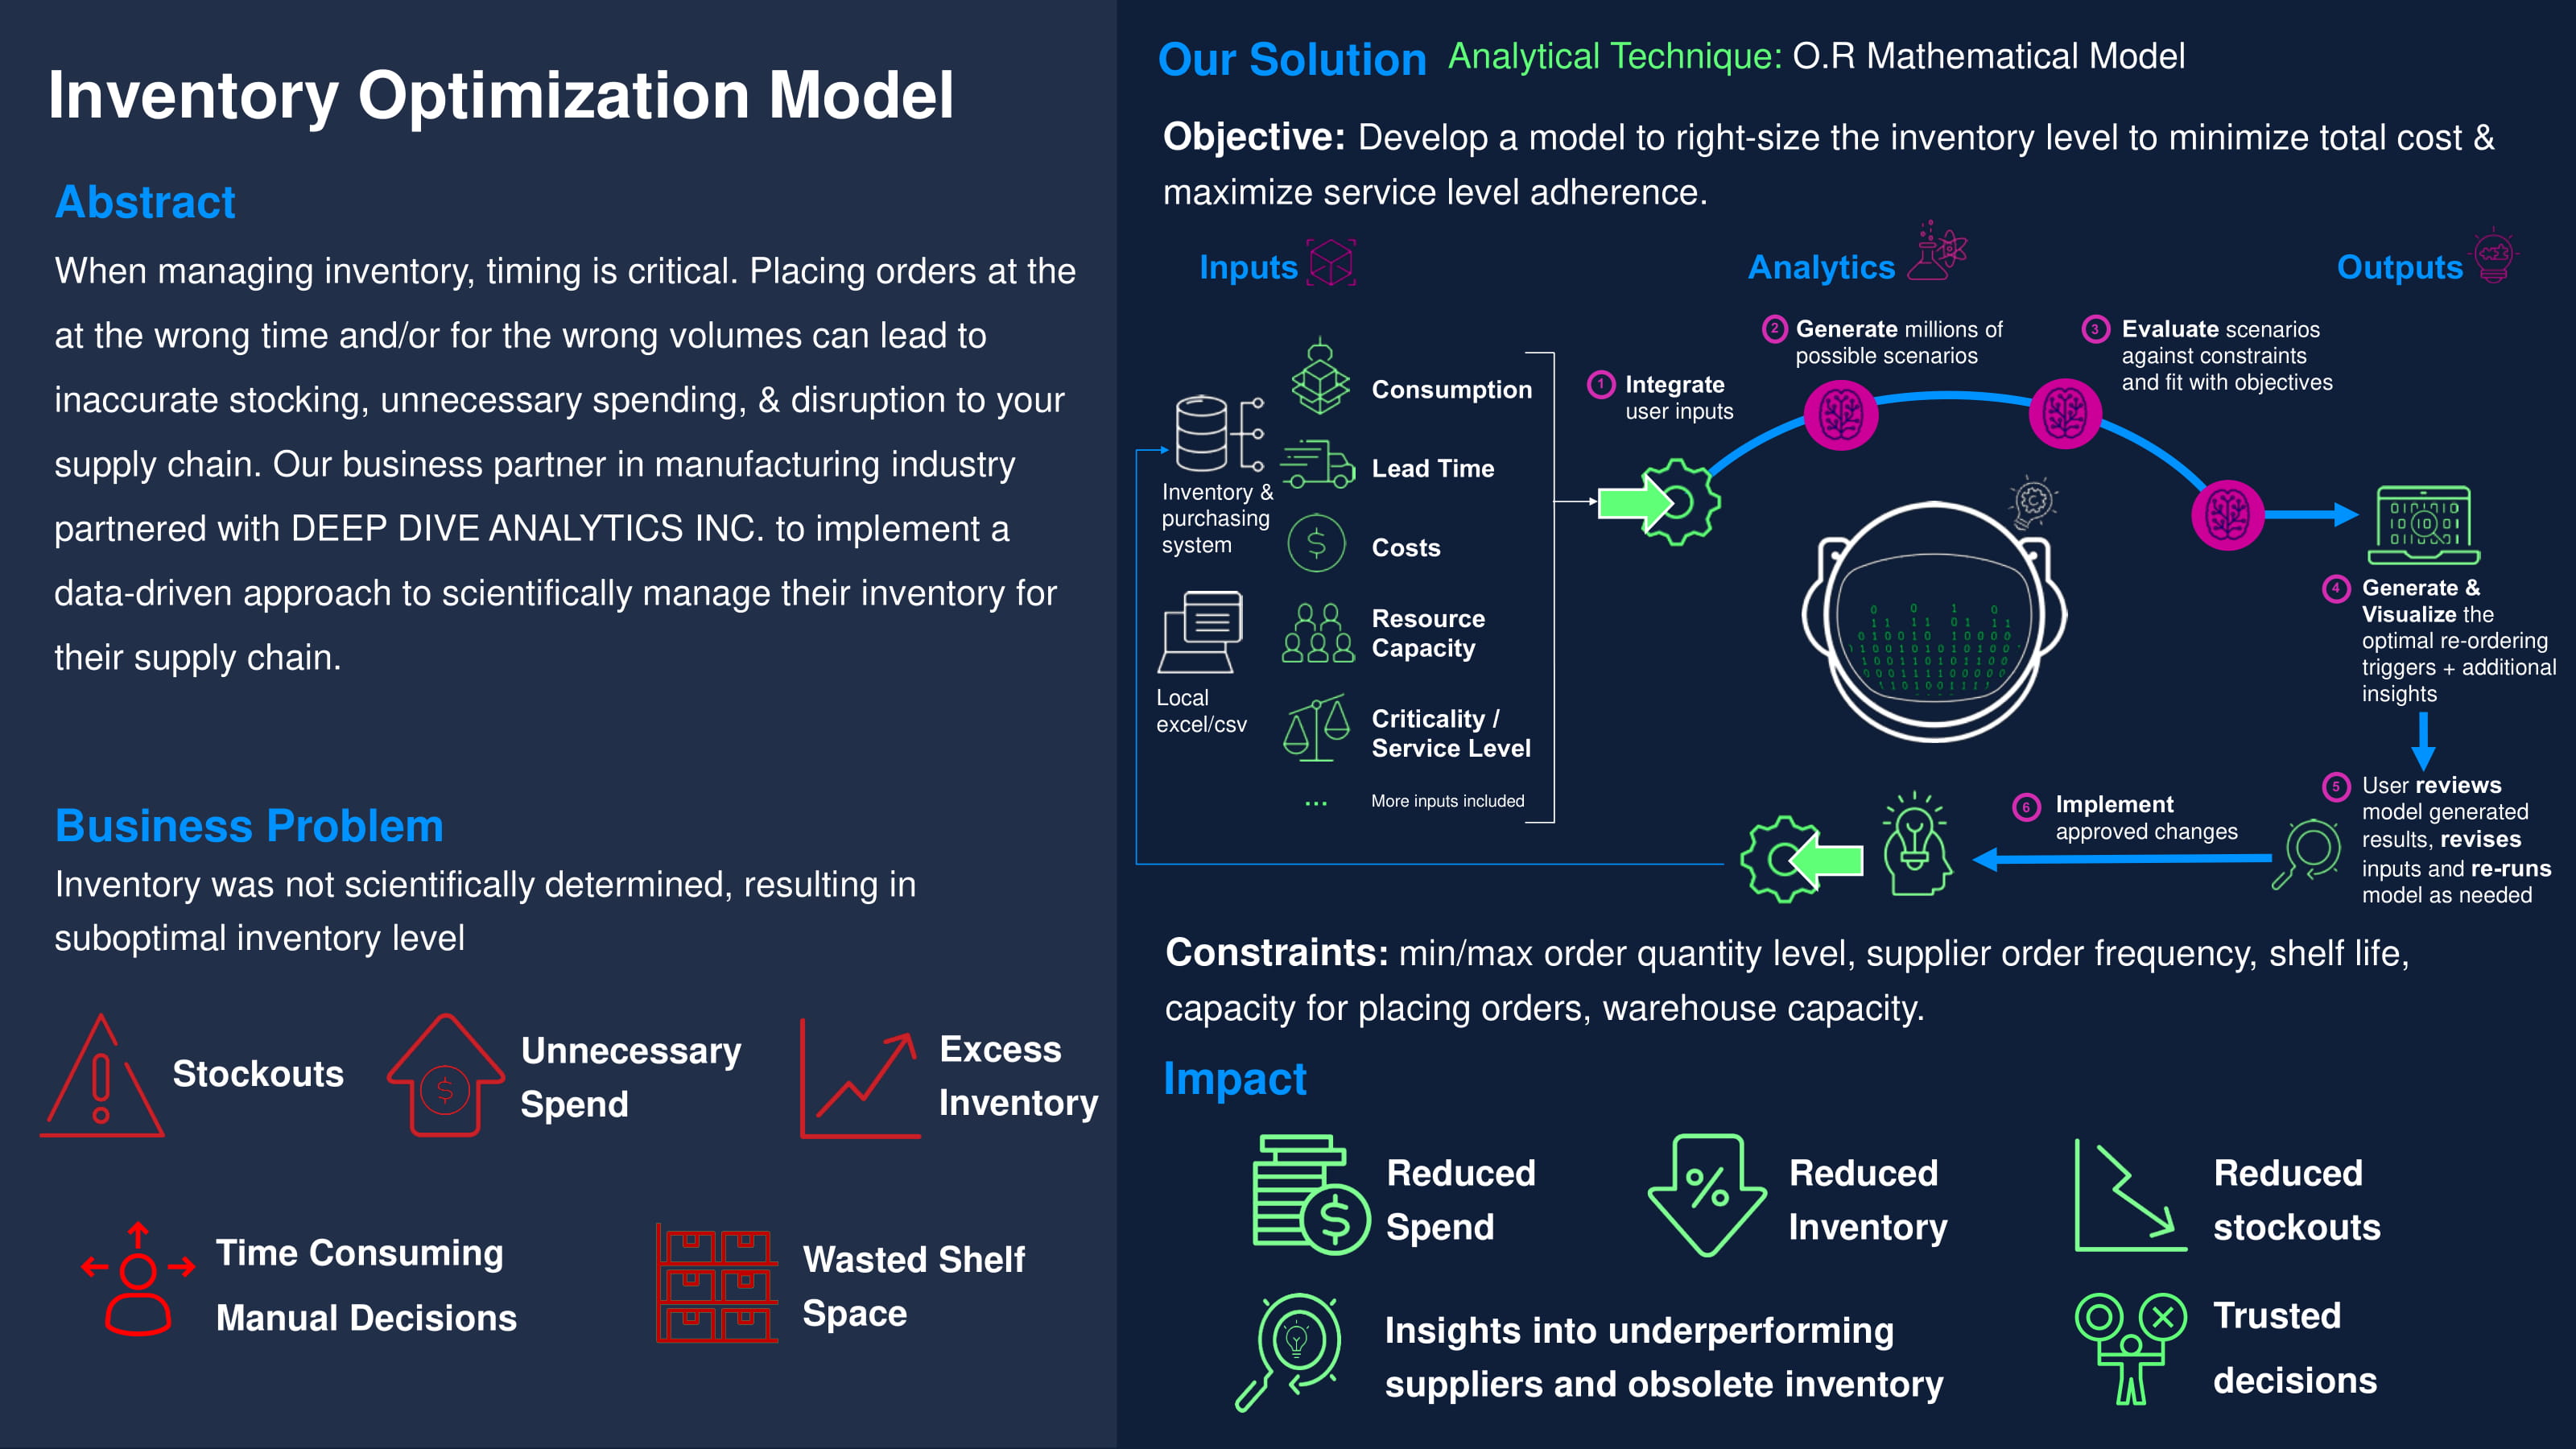 Inventory Optimization Model
Abstract
When managing inventory, timing is critical. Placing orders at the
at the wrong time and/or for the wrong volumes can lead to
inaccurate stocking, unnecessary spending, & disruption to your
supply chain. Our business partner in manufacturing industry
partnered with DEEP DIVE ANALYTICS INC. to implement a
data-driven approach to scientifically manage their inventory for
their supply chain.
Business Problem
Inventory was not scientifically determined, resulting in
suboptimal inventory level
Stockouts
Unnecessary
Spend
Excess
Inventory
Time Consuming
Manual Decisions
Wasted Shelf
Space
Our Solution Analytical Technique: O.R Mathematical Model
Objective: Develop a model to right-size the inventory level to minimize total cost &
maximize service level adherence.
Inputs
Inventory &
purchasing
system
Local
excel/csv
Consumption
Lead Time
Costs
Resource
Capacity
Criticality /
Service Level
... More inputs included
Analytics
1 Integrate
user inputs
2 Generate millions of
possible scenarios
3 Evaluate scenarios
against constraints
and fit with objectives
Outputs
4 Generate &
Visualize the
optimal re-ordering
triggers + additional
insights
5 User reviews
model generated
results, revises
inputs and re-runs
model as needed
6 Implement
approved changes
Constraints: min/max order quantity level, supplier order frequency, shelf life,
capacity for placing orders, warehouse capacity.
Impact
Reduced
Spend
Reduced
Inventory
Reduced
stockouts
Insights into underperforming
suppliers and obsolete inventory
Trusted
decisions